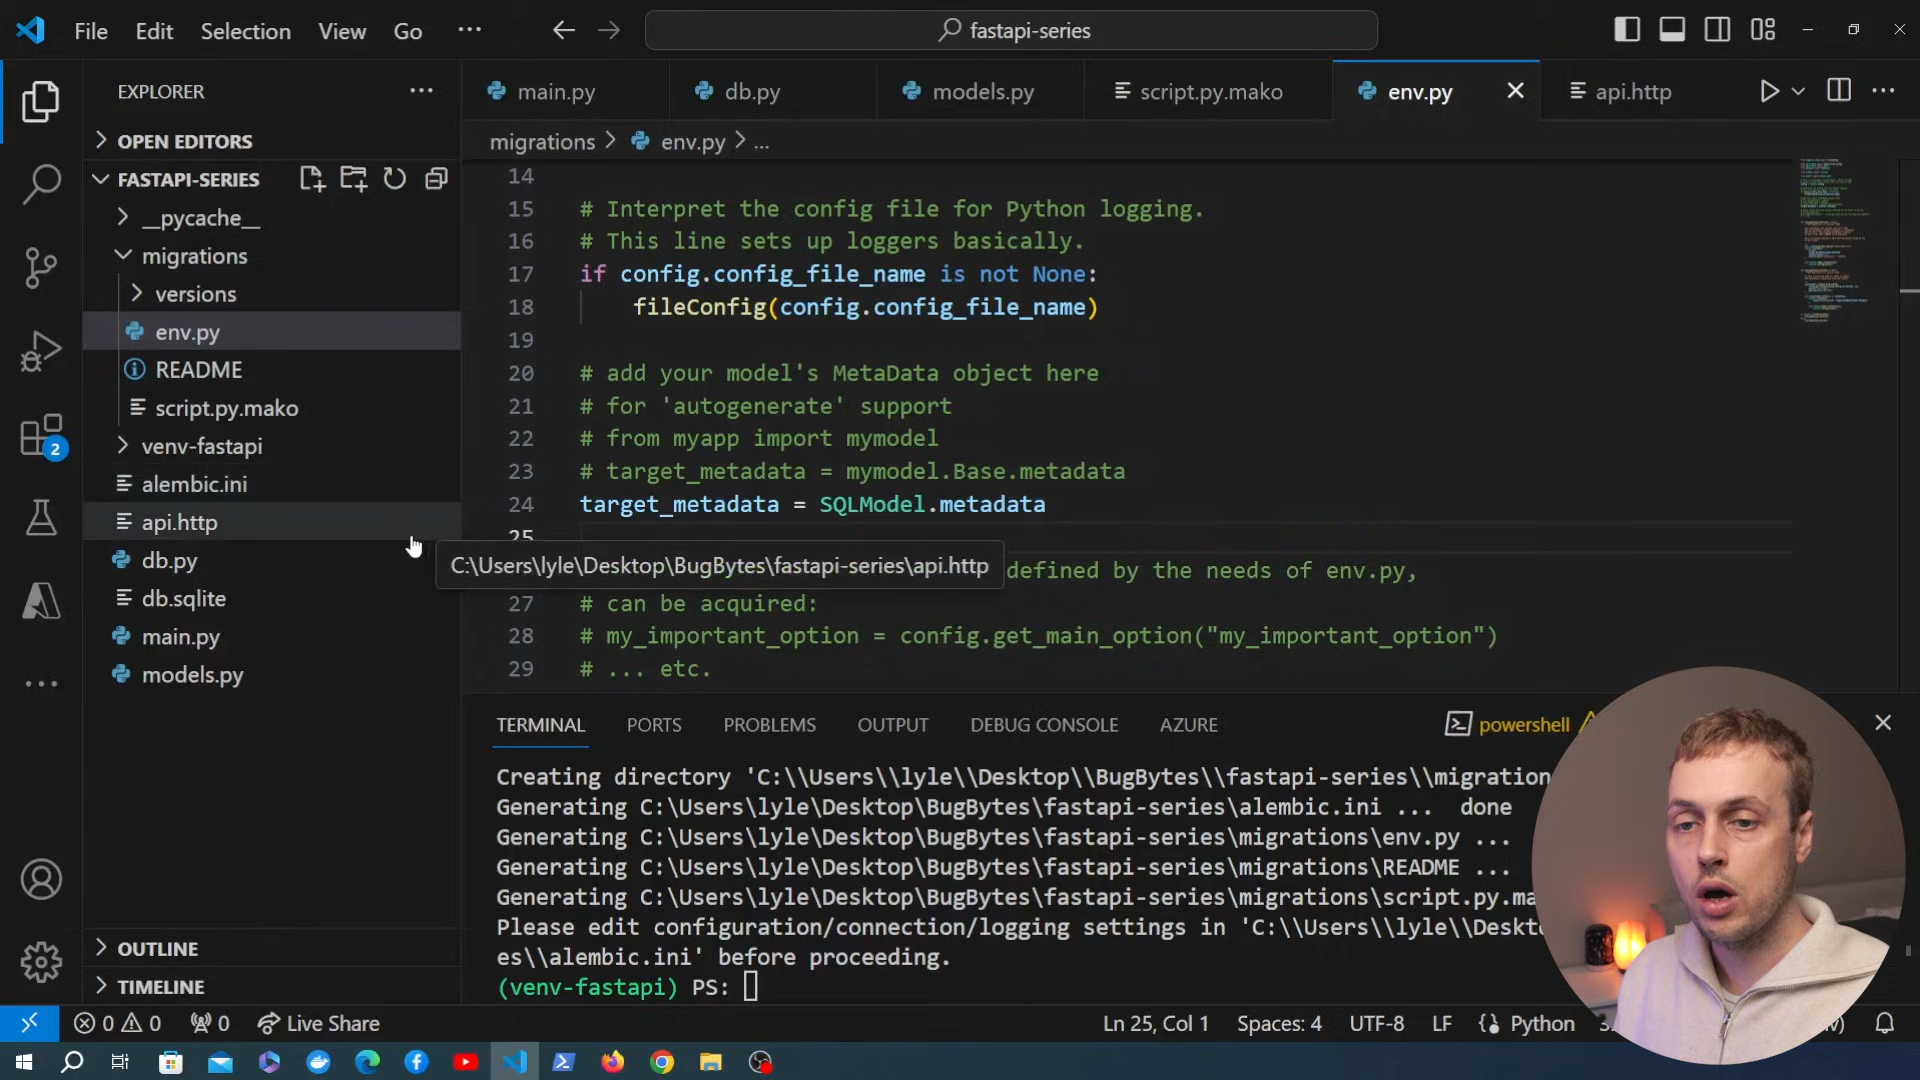 File Edit Selection View Go ...
fastapi-series
EXPLORER
OPEN EDITORS
FASTAPI-SERIES
__pycache__
migrations
versions
env.py
README
script.py.mako
venv-fastapi
alembic.ini
api.http
db.py
db.sqlite
main.py
models.py
OUTLINE
TIMELINE
2
main.py db.py models.py script.py.mako env.py api.http
migrations > env.py > ...
14
15 # Interpret the config file for Python logging.
16 # This line sets up loggers basically.
17 if config.config_file_name is not None:
18 fileConfig(config.config_file_name)
19
20 # add your model's MetaData object here
21 # for 'autogenerate' support
22 # from myapp import mymodel
23 # target_metadata = mymodel.Base.metadata
24 target_metadata = SQLModel.metadata
25
C:\Users\lyle\Desktop\BugBytes\fastapi-series\api.http
defined by the needs of env.py,
27 # can be acquired:
28 # my_important_option = config.get_main_option("my_important_option")
29 # ... etc.
TERMINAL PORTS PROBLEMS OUTPUT DEBUG CONSOLE AZURE
powershell
Creating directory 'C:\\Users\\lyle\\Desktop\\BugBytes\\fastapi-series\\migration
Generating C:\Users\lyle\Desktop\BugBytes\fastapi-series\alembic.ini ... done
Generating C:\Users\lyle\Desktop\BugBytes\fastapi-series\migrations\env.py ...
Generating C:\Users\lyle\Desktop\BugBytes\fastapi-series\migrations\README ...
Generating C:\Users\lyle\Desktop\BugBytes\fastapi-series\migrations\script.py.ma
Please edit configuration/connection/logging settings in 'C:\\Users\\lyle\\Deskt
es\\alembic.ini' before proceeding.
(venv-fastapi) PS:
0 0 0 Live Share
Ln 25, Col 1 Spaces: 4 UTF-8 LF Python